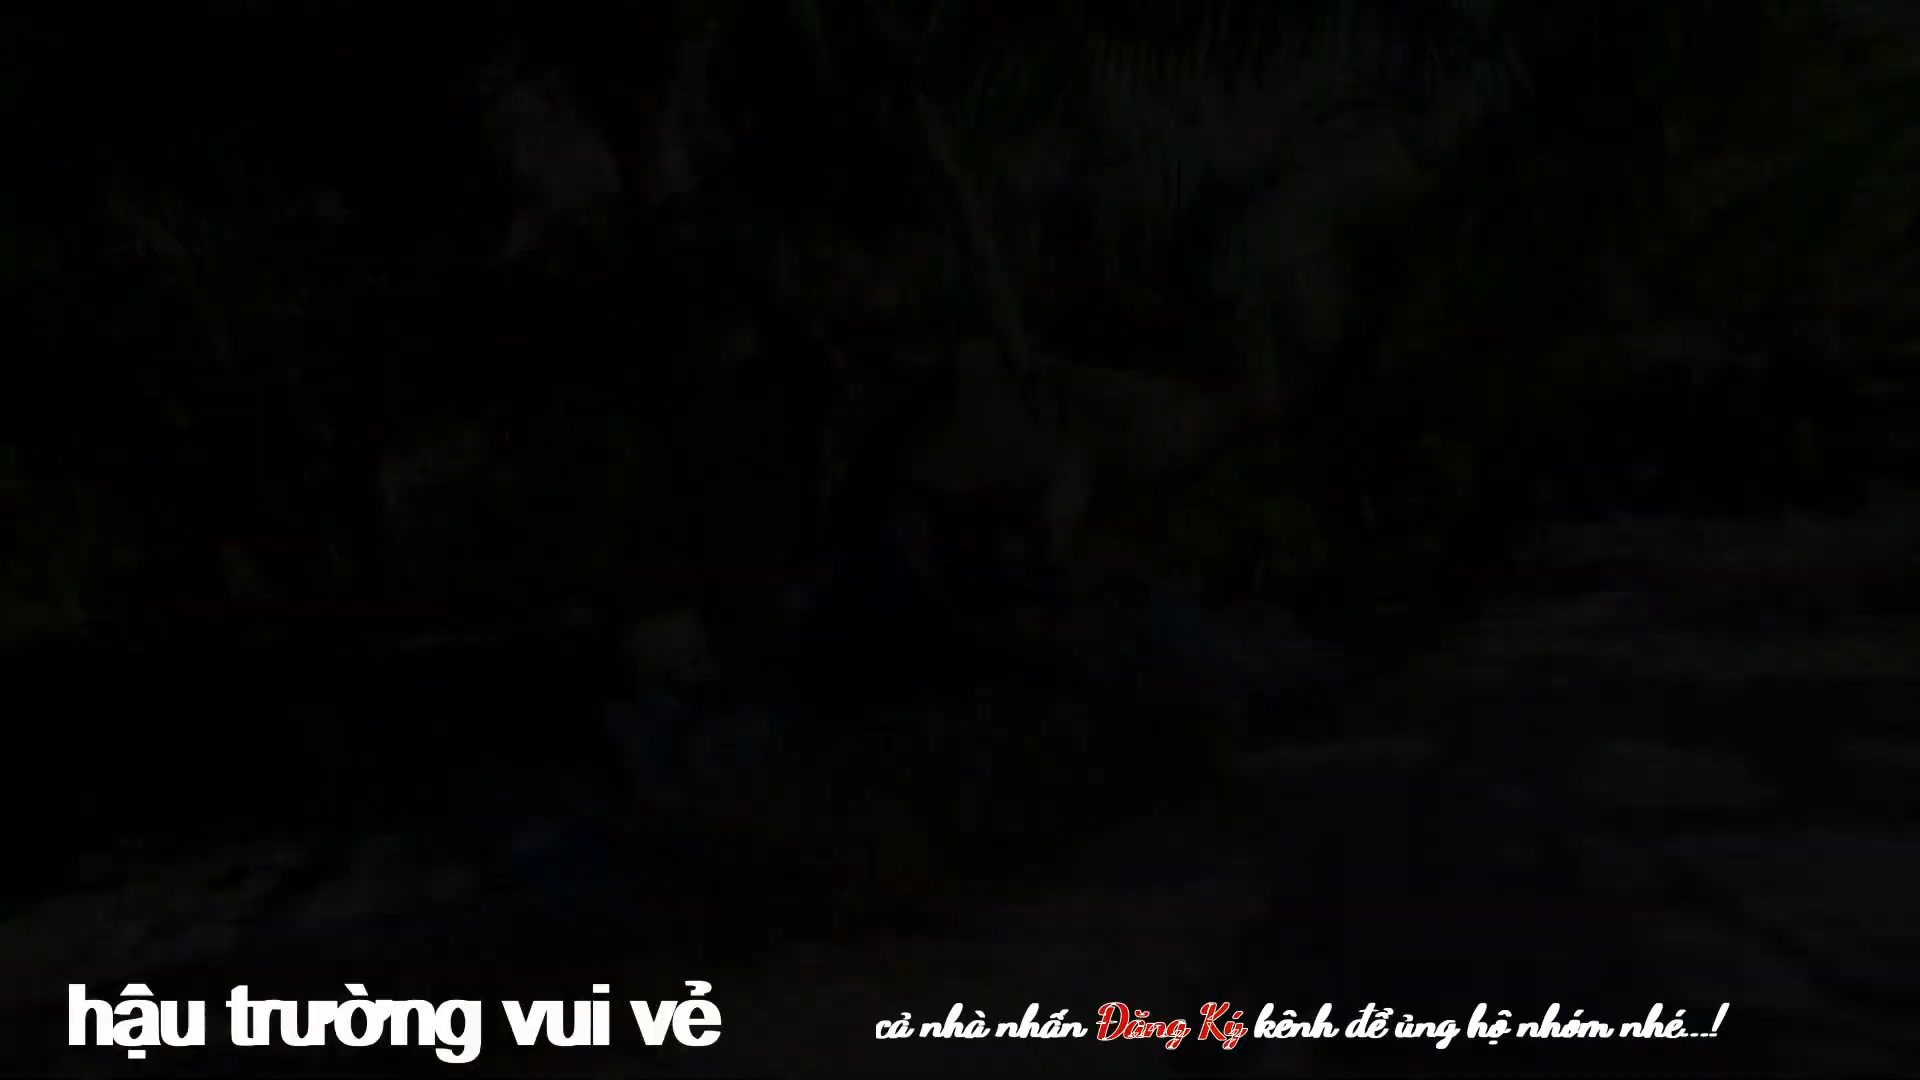 hậu trường vui vẻ
cả nhà nhấn Đăng Ký kênh để ủng hộ nhóm nhé...!